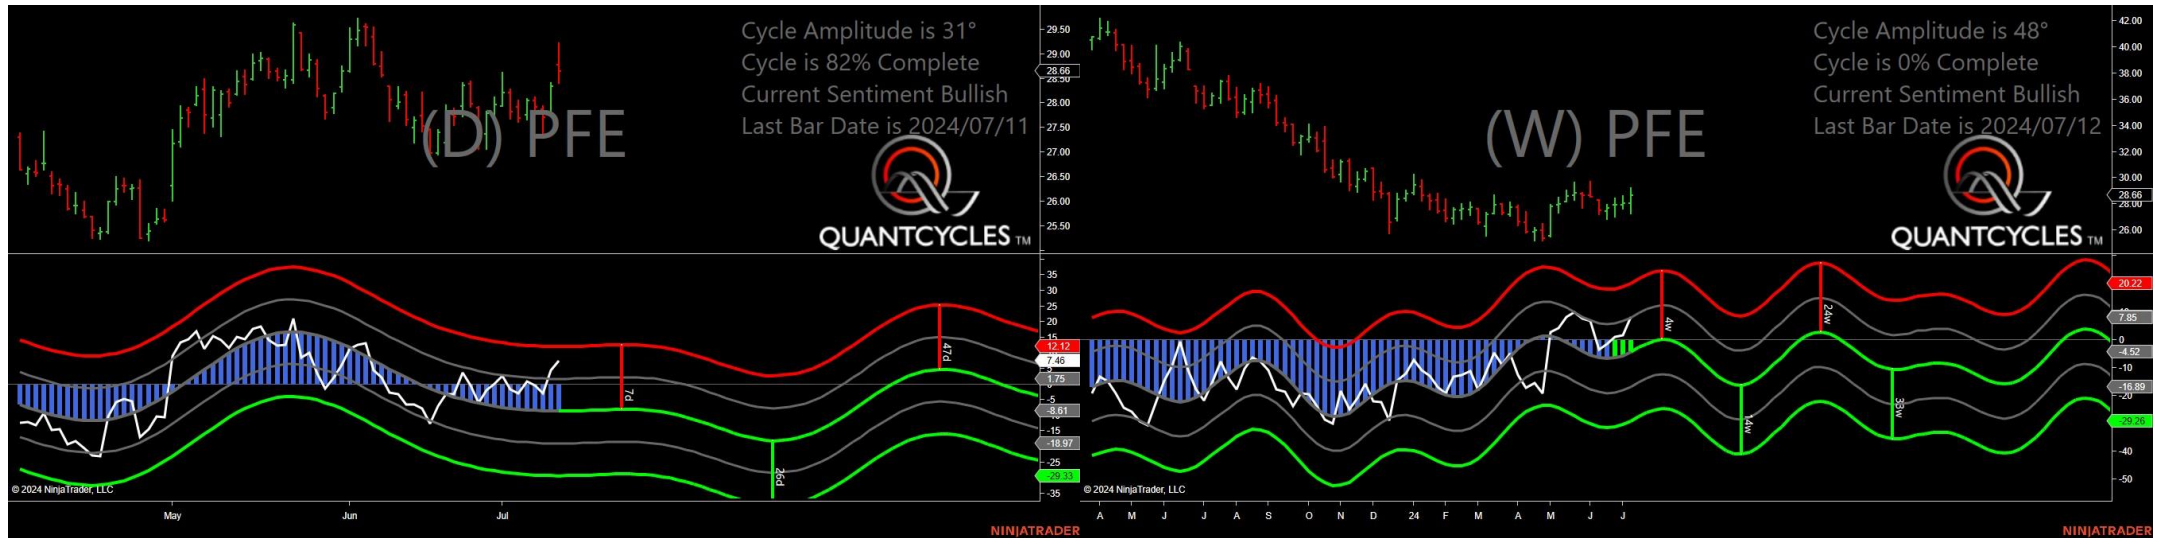 Cycle Amplitude is 31°
Cycle is 82% Complete
Current Sentiment Bullish
Last Bar Date is 2024/07/11
(D) PFE
QUANTCYCLES TM
29.50
29.00
28.66
28.50
28.00
27.50
27.00
26.50
26.00
25.50
35
30
25
20
15
12.12
7.46
5
1.75
-5
-8.61
-15
-18.97
-25
-29.33
-35
7d
26d
47d
© 2024 NinjaTrader, LLC
May
Jun
Jul
NINJATRADER
Cycle Amplitude is 48°
Cycle is 0% Complete
Current Sentiment Bullish
Last Bar Date is 2024/07/12
(W) PFE
QUANTCYCLES TM
42.00
40.00
38.00
36.00
34.00
32.00
30.00
28.66
28.00
26.00
20.22
7.85
0
-4.52
-10
-16.89
-20
-29.26
-40
-50
4w
14w
24w
33w
© 2024 NinjaTrader, LLC
A
M
J
J
A
S
O
N
D
24
F
M
A
M
J
J
NINJATRADER